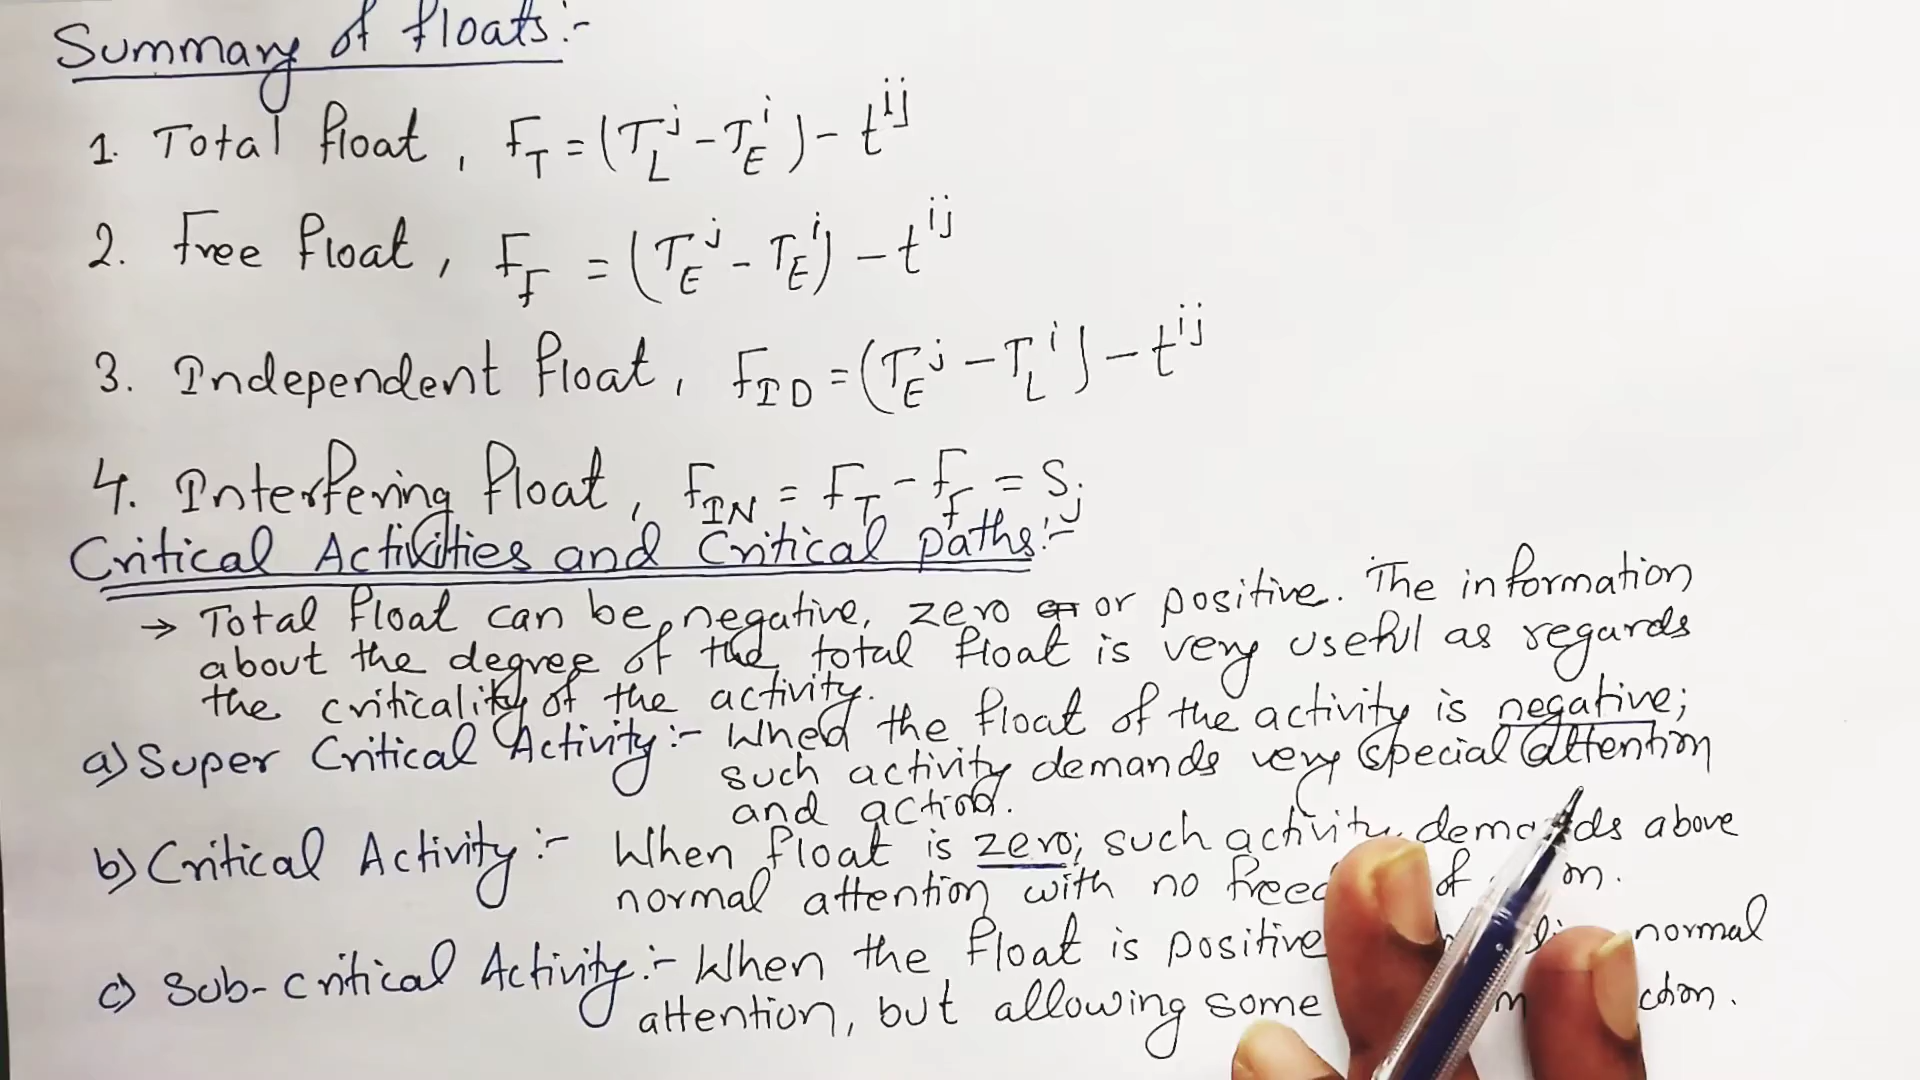 Summary of floats:-
1. Total float, F_T = (T_L^j - T_E^i) - t^ij
2. Free float, F_F = (T_E^j - T_E^i) - t^ij
3. Independent float, F_ID = (T_E^j - T_L^i) - t^ij
4. Interfering float, F_IN = F_T - F_F = S_j
Critical Activities and Critical paths:-
→ Total float can be negative, zero or positive. The information
about the degree of the total float is very useful as regards
the criticality of the activity.
a) Super Critical Activity:- When the float of the activity is negative;
such activity demands very special attention
and action.
b) Critical Activity:- When float is zero; such activity demands above
normal attention with no of
c) Sub-critical Activity:- When the float is positive normal
attention, but allowing some